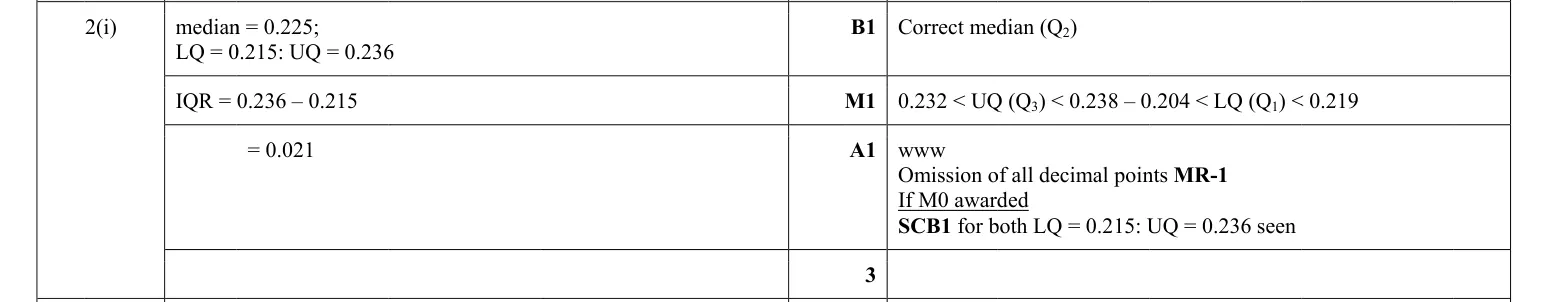 2(i)
median = 0.225;
LQ = 0.215: UQ = 0.236
B1
Correct median (Q₂)
IQR = 0.236 – 0.215
M1
0.232 < UQ (Q₃) < 0.238 – 0.204 < LQ (Q₁) < 0.219
= 0.021
A1
www
Omission of all decimal points MR-1
If M0 awarded
SCB1 for both LQ = 0.215: UQ = 0.236 seen
3